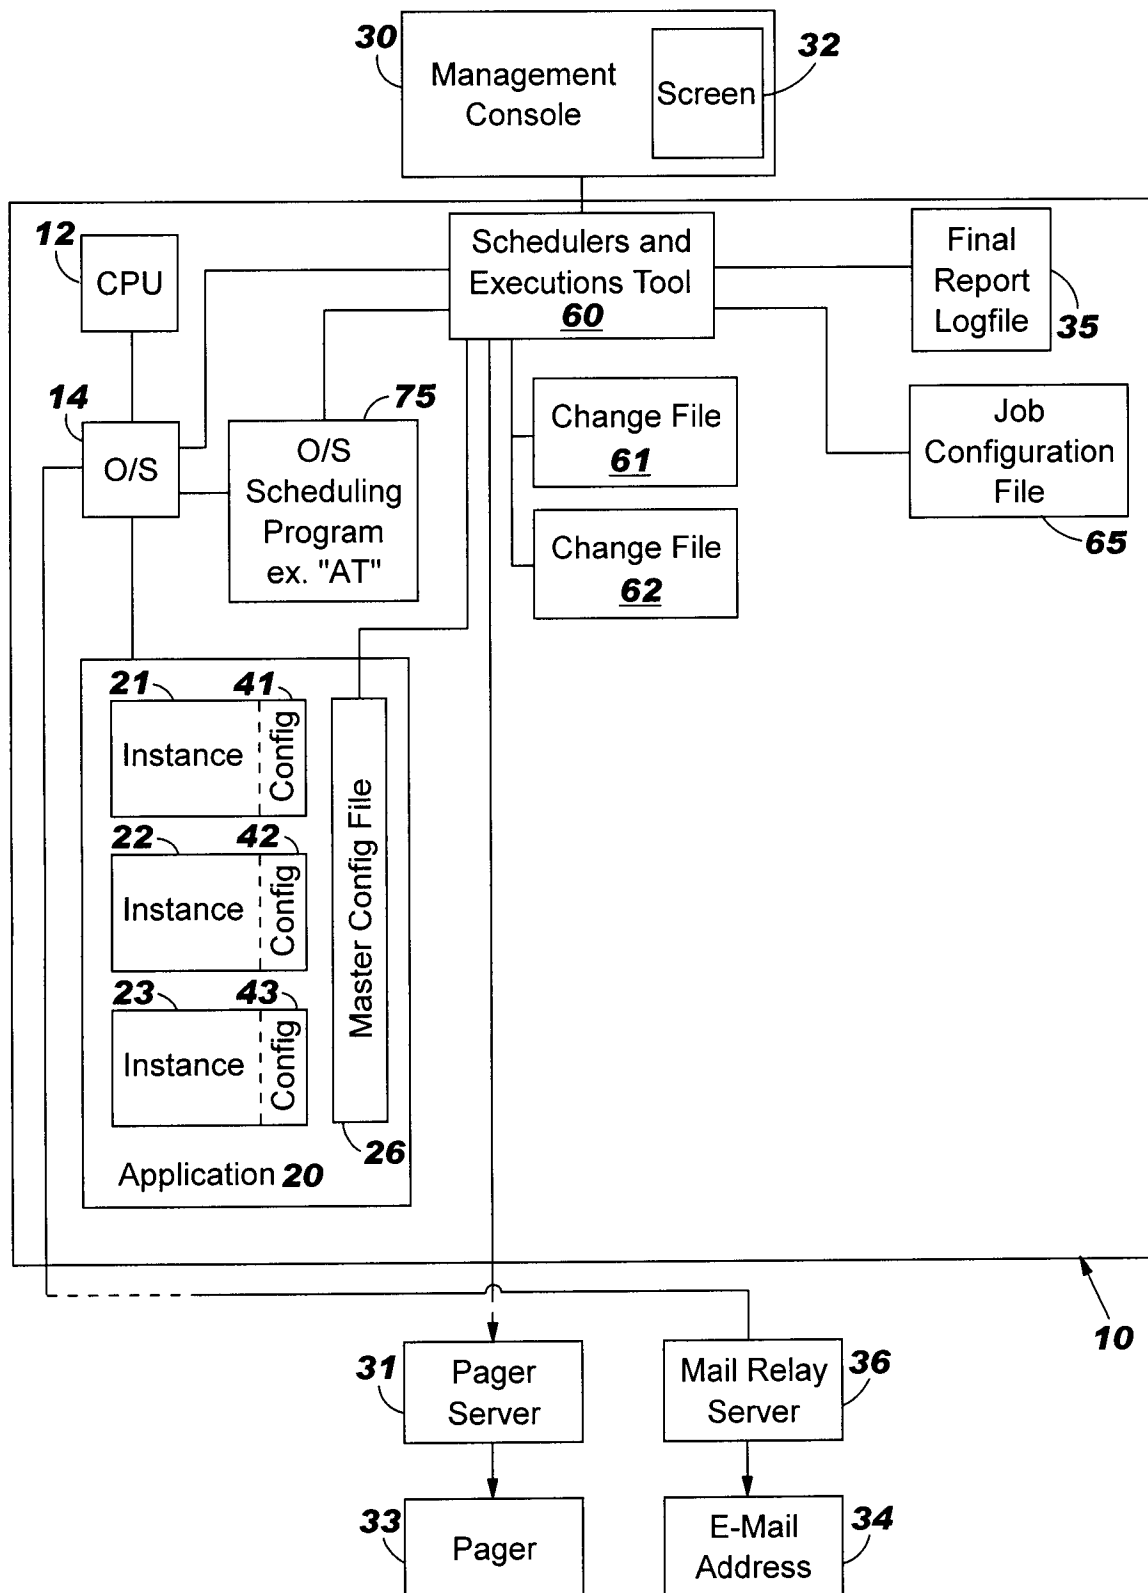 30
Management
Console
Screen
32
12
CPU
Schedulers and
Executions Tool
60
Final
Report
Logfile
35
14
O/S
75
O/S
Scheduling
Program
ex. "AT"
Change File
61
Change File
62
Job
Configuration
File
65
21
41
Instance
Config
22
42
Instance
Config
23
43
Instance
Config
Master Config File
26
Application 20
10
31
Pager
Server
Mail Relay
Server
36
33
Pager
E-Mail
Address
34